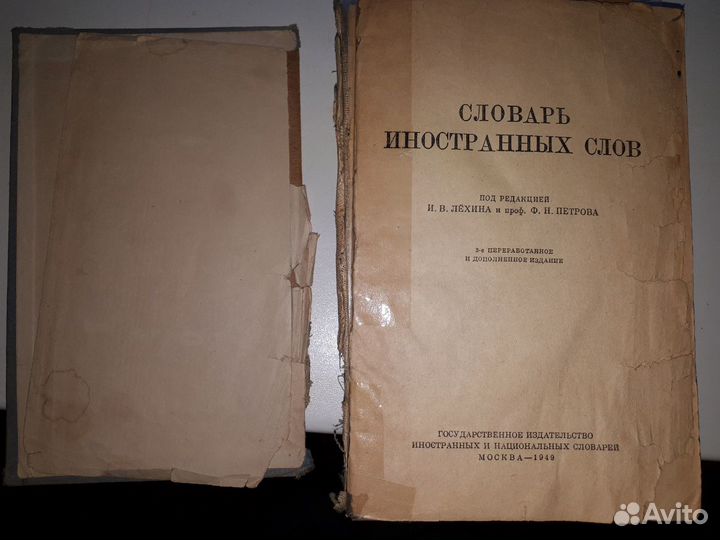 СЛОВАРЬ
ИНОСТРАННЫХ СЛОВ
ПОД РЕДАКЦИЕЙ
И. В. ЛЁХИНА и проф. Ф. Н. ПЕТРОВА
3-е ПЕРЕРАБОТАННОЕ
И ДОПОЛНЕННОЕ ИЗДАНИЕ
ГОСУДАРСТВЕННОЕ ИЗДАТЕЛЬСТВО
ИНОСТРАННЫХ И НАЦИОНАЛЬНЫХ СЛОВАРЕЙ
МОСКВА—1949
Avito